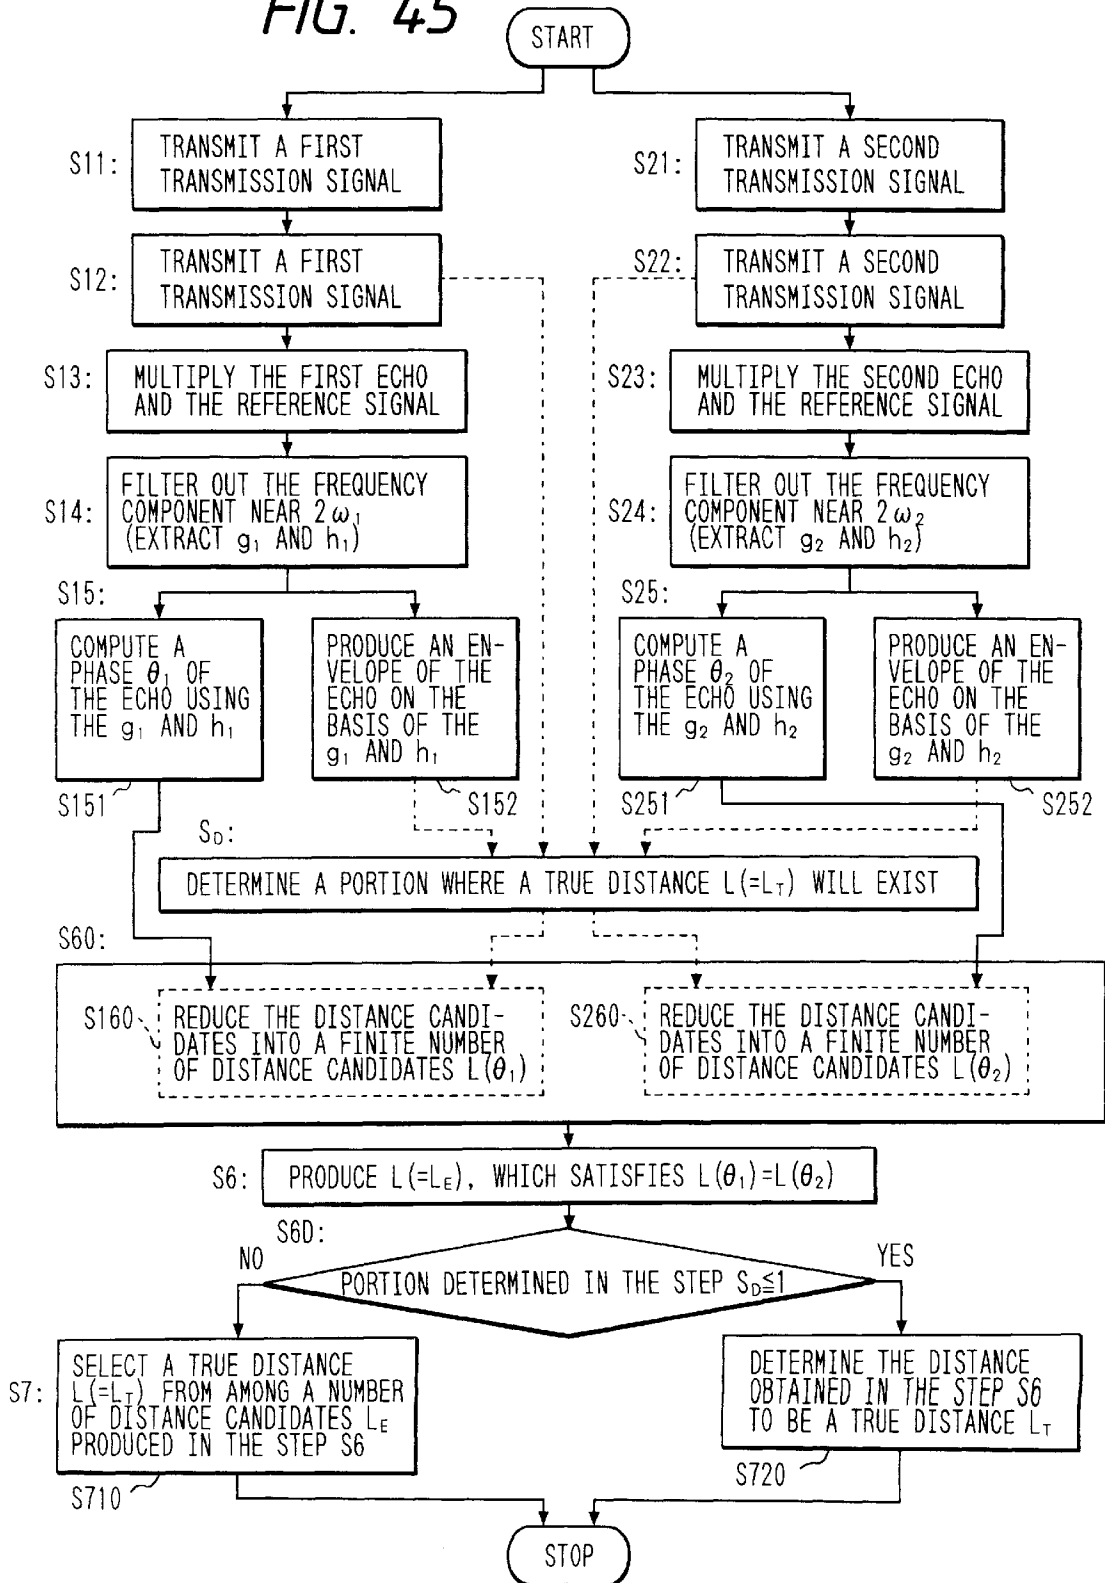 FIG. 45
START
S11:
TRANSMIT A FIRST
TRANSMISSION SIGNAL
S21:
TRANSMIT A SECOND
TRANSMISSION SIGNAL
S12:
TRANSMIT A FIRST
TRANSMISSION SIGNAL
S22:
TRANSMIT A SECOND
TRANSMISSION SIGNAL
S13:
MULTIPLY THE FIRST ECHO
AND THE REFERENCE SIGNAL
S23:
MULTIPLY THE SECOND ECHO
AND THE REFERENCE SIGNAL
S14:
FILTER OUT THE FREQUENCY
COMPONENT NEAR 2ω₁
(EXTRACT g₁ AND h₁)
S24:
FILTER OUT THE FREQUENCY
COMPONENT NEAR 2ω₂
(EXTRACT g₂ AND h₂)
S15:
COMPUTE A
PHASE θ₁ OF
THE ECHO USING
THE g₁ AND h₁
S151
PRODUCE AN EN-
VELOPE OF THE
ECHO ON THE
BASIS OF THE
g₁ AND h₁
S152
S25:
COMPUTE A
PHASE θ₂ OF
THE ECHO USING
THE g₂ AND h₂
S251
PRODUCE AN EN-
VELOPE OF THE
ECHO ON THE
BASIS OF THE
g₂ AND h₂
S252
S_D:
DETERMINE A PORTION WHERE A TRUE DISTANCE L(=L_T) WILL EXIST
S60:
S160
REDUCE THE DISTANCE CANDI-
DATES INTO A FINITE NUMBER
OF DISTANCE CANDIDATES L(θ₁)
S260
REDUCE THE DISTANCE CANDI-
DATES INTO A FINITE NUMBER
OF DISTANCE CANDIDATES L(θ₂)
S6:
PRODUCE L(=L_E), WHICH SATISFIES L(θ₁)=L(θ₂)
S6D:
NO
YES
PORTION DETERMINED IN THE STEP S_D≦1
S7:
SELECT A TRUE DISTANCE
L(=L_T) FROM AMONG A NUMBER
OF DISTANCE CANDIDATES L_E
PRODUCED IN THE STEP S6
S710
DETERMINE THE DISTANCE
OBTAINED IN THE STEP S6
TO BE A TRUE DISTANCE L_T
S720
STOP